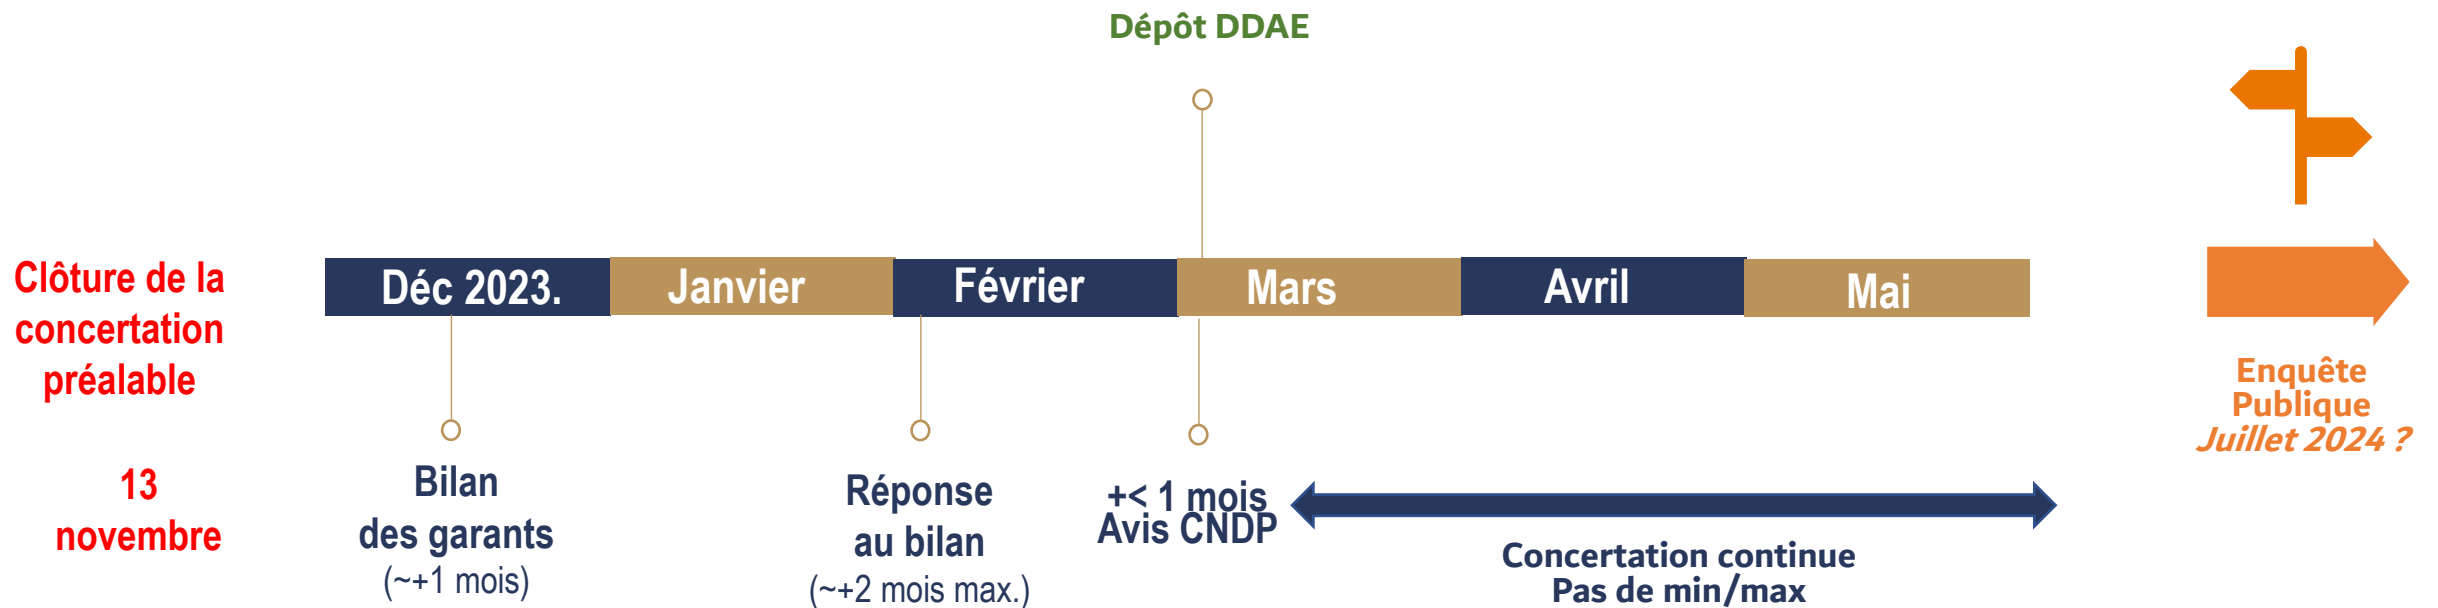 Dépôt DDAE
Clôture de la
concertation
préalable
13
novembre
Déc 2023.
Janvier
Février
Mars
Avril
Mai
Bilan
des garants
(~+1 mois)
Réponse
au bilan
(~+2 mois max.)
+< 1 mois
Avis CNDP
Concertation continue
Pas de min/max
Enquête
Publique
Juillet 2024 ?